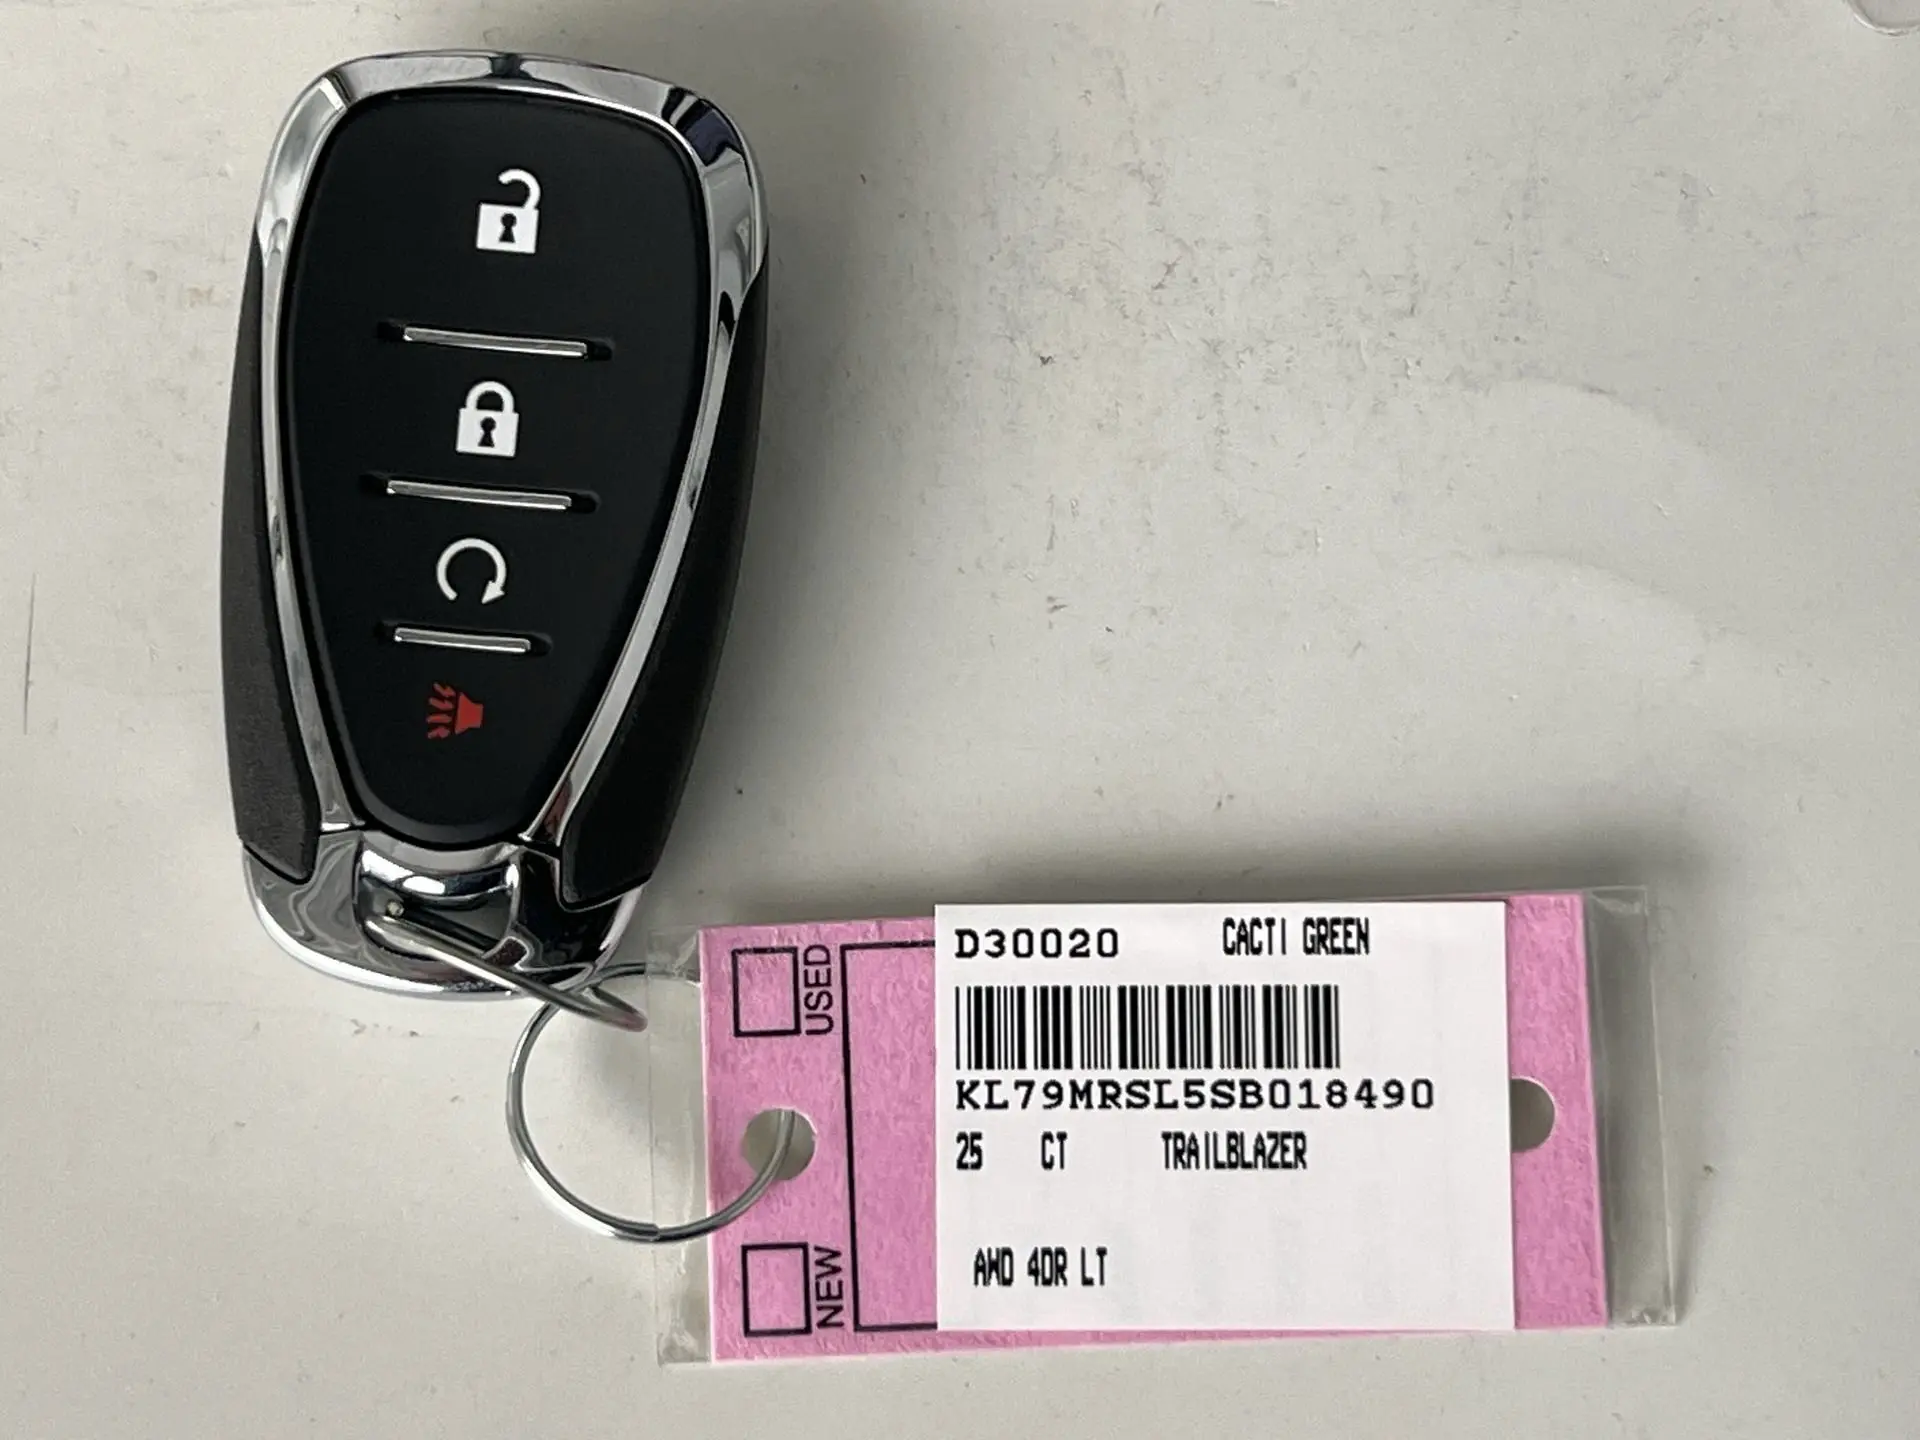 USED
NEW
D30020 CACTI GREEN
KL79MRSL5SB018490
25 CT TRAILBLAZER
AWD 4DR LT